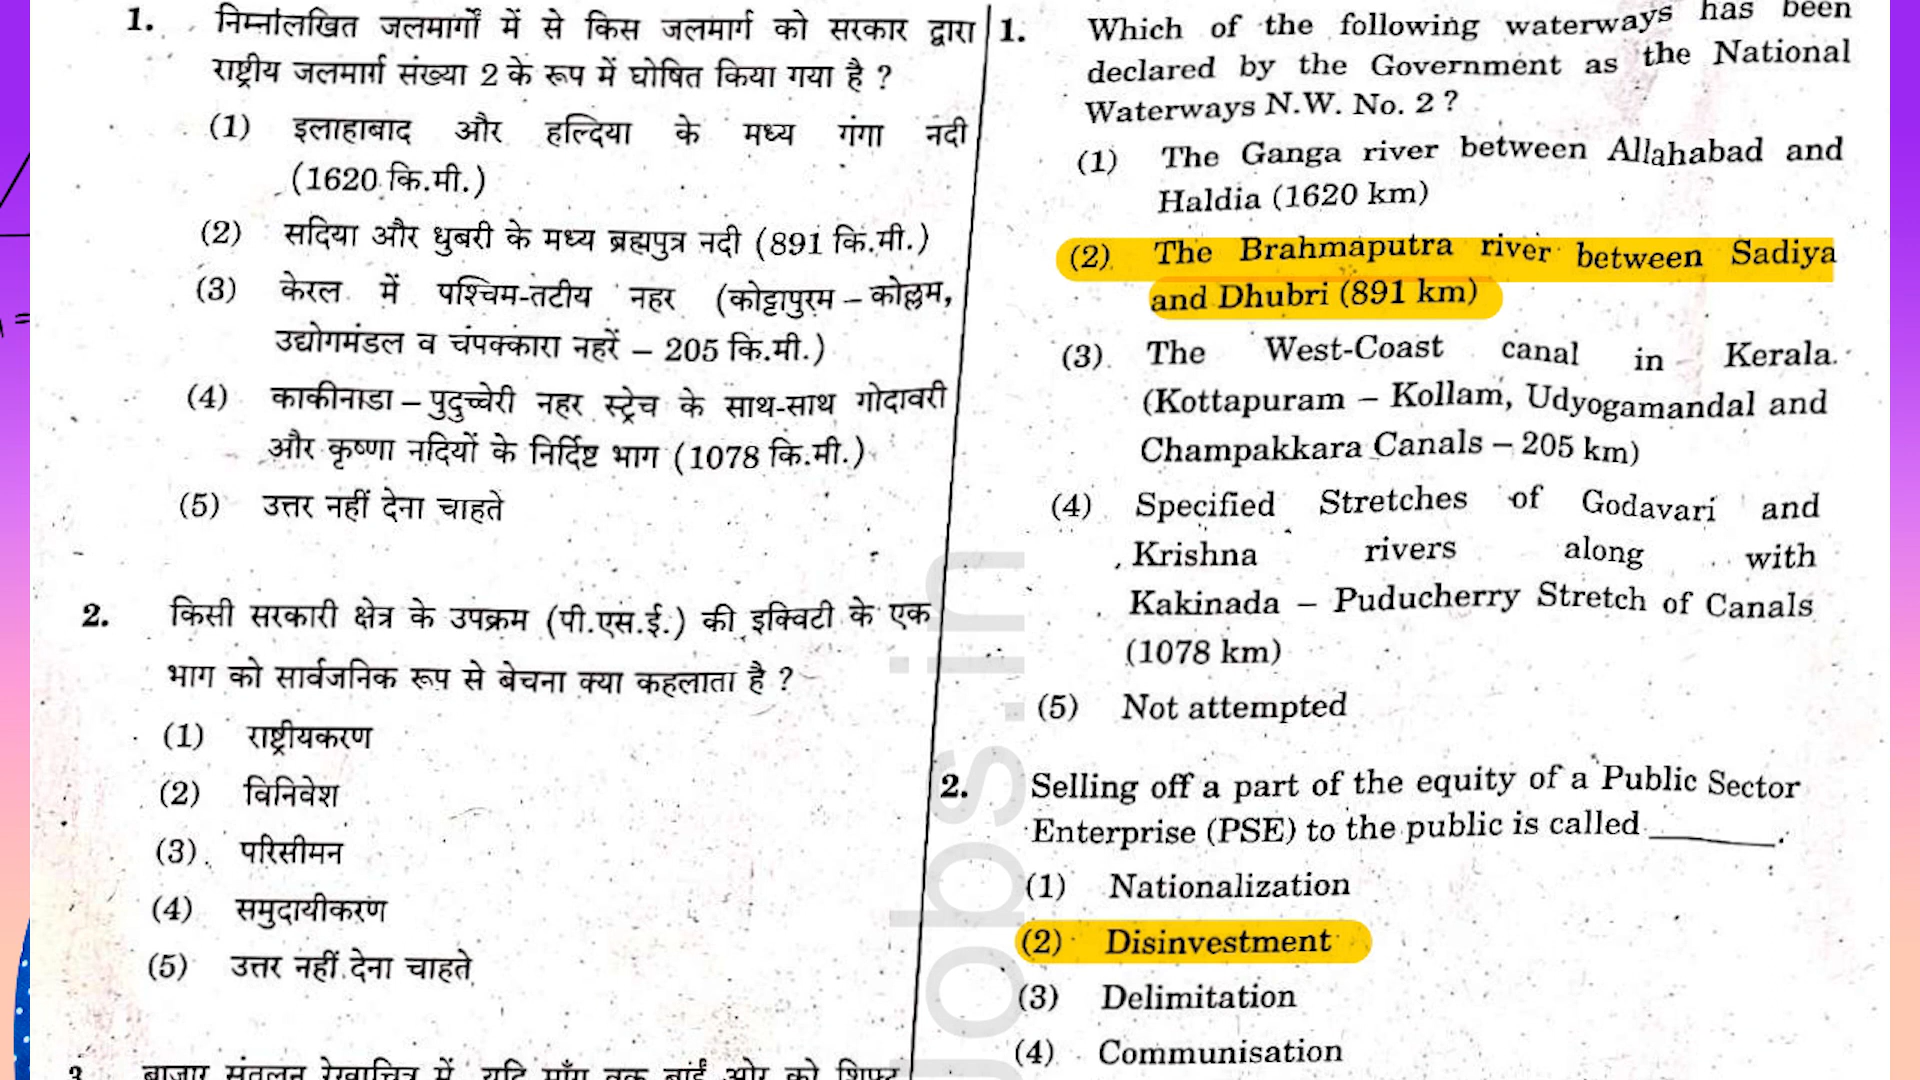 1. निम्नलिखित जलमार्गों में से किस जलमार्ग को सरकार द्वारा
राष्ट्रीय जलमार्ग संख्या 2 के रूप में घोषित किया गया है ?
(1) इलाहाबाद और हल्दिया के मध्य गंगा नदी
(1620 कि.मी.)
(2) सदिया और धुबरी के मध्य ब्रह्मपुत्र नदी (891 कि.मी.)
(3) केरल में पश्चिम-तटीय नहर (कोट्टापुरम – कोल्लम,
उद्योगमंडल व चंपक्कारा नहरें – 205 कि.मी.)
(4) काकीनाडा – पुदुच्चेरी नहर स्ट्रेच के साथ-साथ गोदावरी
और कृष्णा नदियों के निर्दिष्ट भाग (1078 कि.मी.)
(5) उत्तर नहीं देना चाहते
2. किसी सरकारी क्षेत्र के उपक्रम (पी.एस.ई.) की इक्विटी के एक
भाग को सार्वजनिक रूप से बेचना क्या कहलाता है ?
(1) राष्ट्रीयकरण
(2) विनिवेश
(3) परिसीमन
(4) समुदायीकरण
(5) उत्तर नहीं देना चाहते
3. बाजार संतुलन रेखाचित्र में, यदि माँग वक्र बाईं ओर को शिफ्ट
1. Which of the following waterways has been
declared by the Government as the National
Waterways N.W. No. 2 ?
(1) The Ganga river between Allahabad and
Haldia (1620 km)
(2) The Brahmaputra river between Sadiya
and Dhubri (891 km)
(3) The West-Coast canal in Kerala
(Kottapuram – Kollam, Udyogamandal and
Champakkara Canals – 205 km)
(4) Specified Stretches of Godavari and
Krishna rivers along with
Kakinada – Puducherry Stretch of Canals
(1078 km)
(5) Not attempted
2. Selling off a part of the equity of a Public Sector
Enterprise (PSE) to the public is called ______.
(1) Nationalization
(2) Disinvestment
(3) Delimitation
(4) Communisation
jobs.in